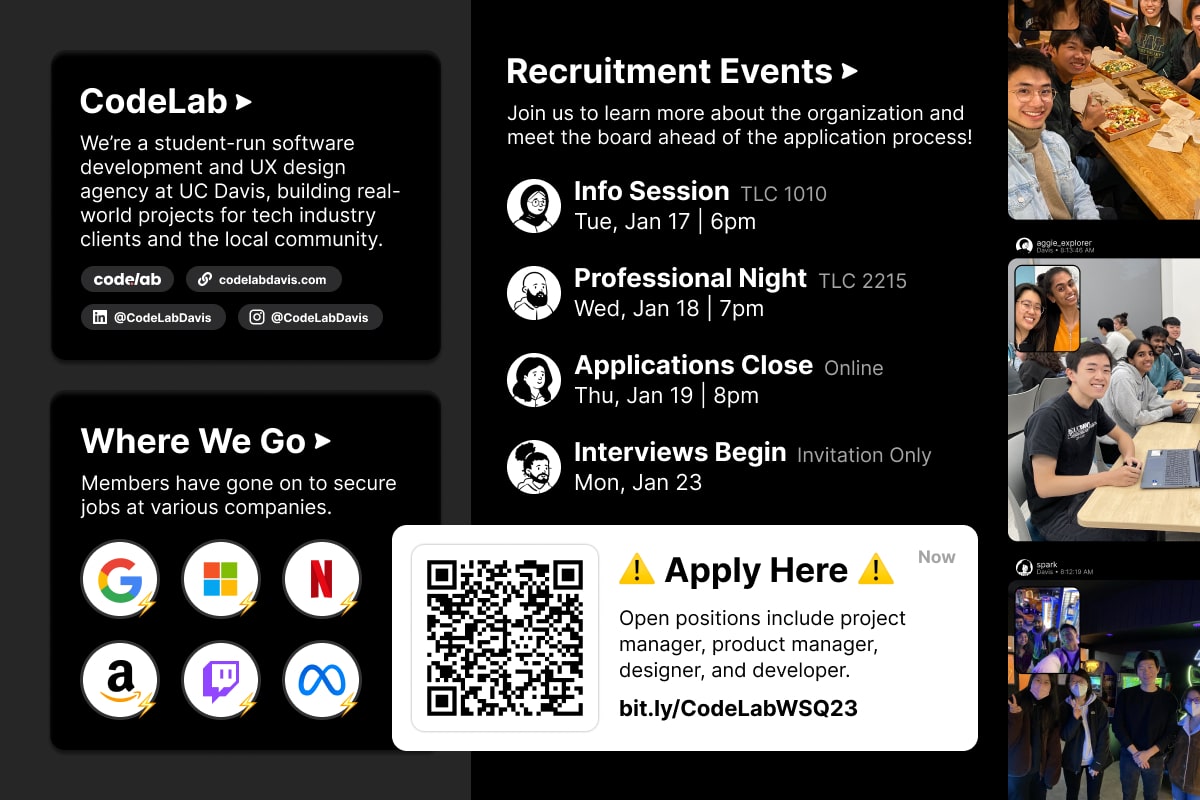 CodeLab ➤
We’re a student-run software
development and UX design
agency at UC Davis, building real-
world projects for tech industry
clients and the local community.
codelab
codelabdavis.com
@CodeLabDavis
@CodeLabDavis
Where We Go ➤
Members have gone on to secure
jobs at various companies.
Recruitment Events ➤
Join us to learn more about the organization and
meet the board ahead of the application process!
Info Session TLC 1010
Tue, Jan 17 | 6pm
Professional Night TLC 2215
Wed, Jan 18 | 7pm
Applications Close Online
Thu, Jan 19 | 8pm
Interviews Begin Invitation Only
Mon, Jan 23
⚠️ Apply Here ⚠️ Now
Open positions include project
manager, product manager,
designer, and developer.
bit.ly/CodeLabWSQ23
aggie_explorer
Davis • 8:13:46 AM
spark
Davis • 8:12:19 AM